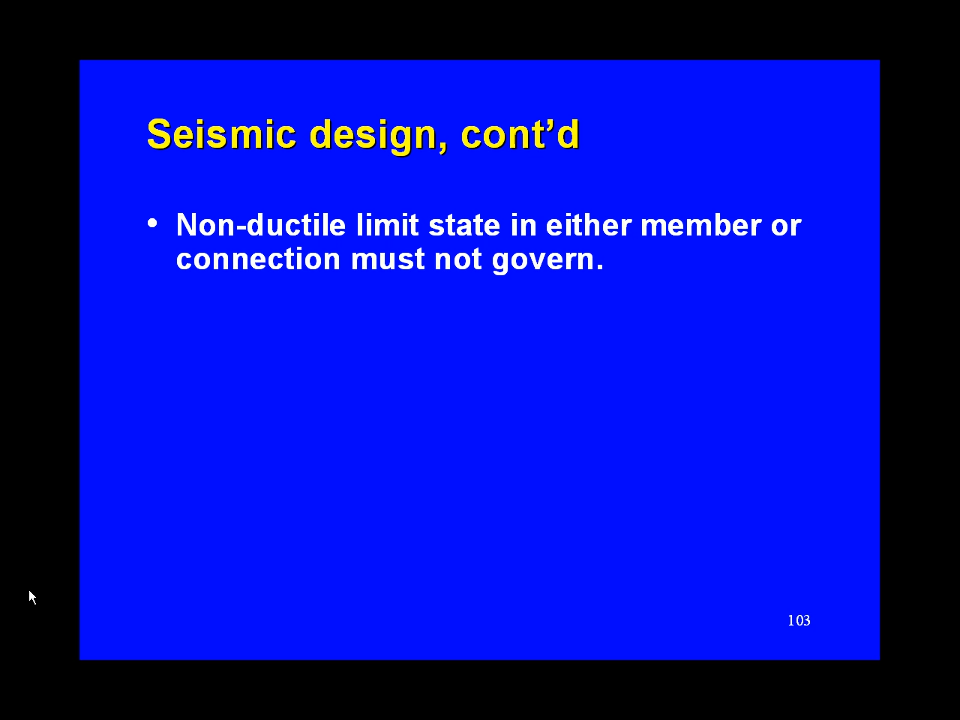 Seismic design, cont’d
• Non-ductile limit state in either member or
connection must not govern.
103